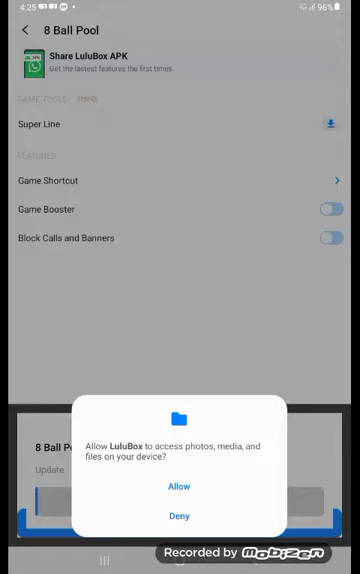 4:25
96%
8 Ball Pool
Share LuluBox APK
Get the lastest features the first times
GAME TOOLS
Super Line
FEATURES
Game Shortcut
Game Booster
Block Calls and Banners
8 Ball P
Update
Allow LuluBox to access photos, media, and
files on your device?
Allow
Deny
Recorded by MOBIZEN